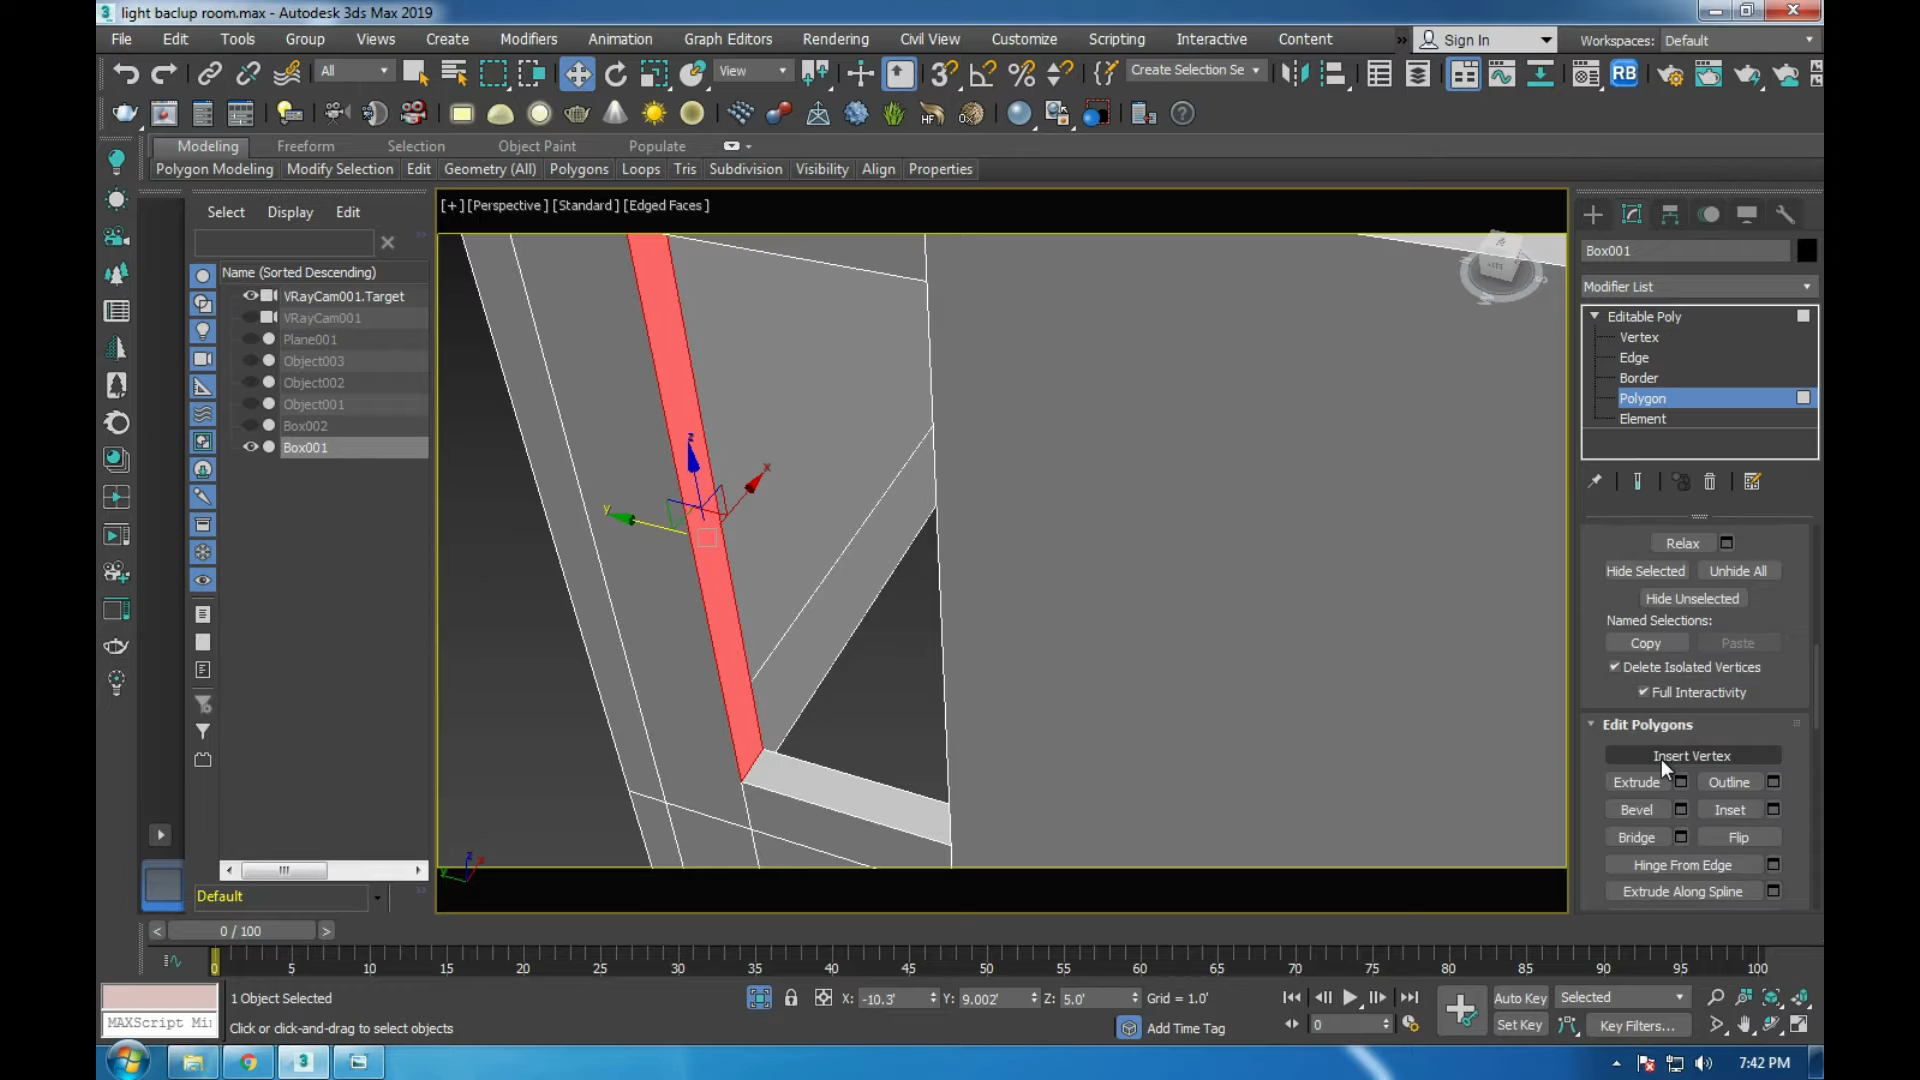 light baclup room.max - Autodesk 3ds Max 2019
File Edit Tools Group Views Create Modifiers Animation Graph Editors Rendering Civil View Customize Scripting Interactive Content » Sign In Workspaces: Default
All View Create Selection Se RB
HF
Modeling Freeform Selection Object Paint Populate
Polygon Modeling Modify Selection Edit Geometry (All) Polygons Loops Tris Subdivision Visibility Align Properties
Select Display Edit
[+] [Perspective ] [Standard ] [Edged Faces ]
Box001
Name (Sorted Descending)
Modifier List
VRayCam001.Target
VRayCam001
Plane001
Object003
Object002
Object001
Box002
Box001
Editable Poly
Vertex
Edge
Border
Polygon
Element
z
x
y
Relax
Hide Selected Unhide All
Hide Unselected
Named Selections:
Copy Paste
Delete Isolated Vertices
Full Interactivity
Edit Polygons
Insert Vertex
Extrude Outline
Bevel Inset
Bridge Flip
Hinge From Edge
Extrude Along Spline
z
x
y
Default
< 0 / 100 >
0 5 10 15 20 25 30 35 40 45 50 55 60 65 70 75 80 85 90 95 100
1 Object Selected X: -10.3' Y: 9.002' Z: 5.0' Grid = 1.0' Auto Key Selected
MAXScript Mi Click or click-and-drag to select objects Add Time Tag 0 Set Key Key Filters...
7:42 PM